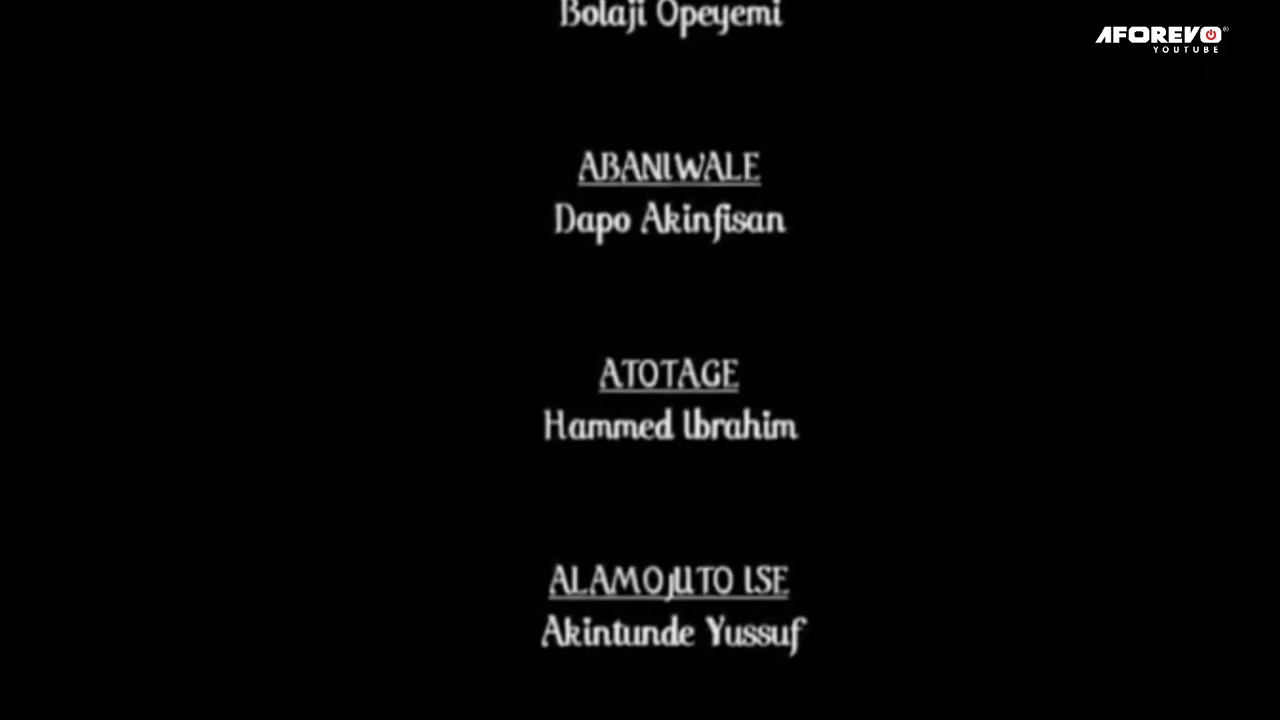 Bolaji Opeyemi
AFOREVO®
YOUTUBE
ABANIWALE
Dapo Akinfisan
ATOTAGE
Hammed Ibrahim
ALAMOJUTO ISE
Akintunde Yussuf